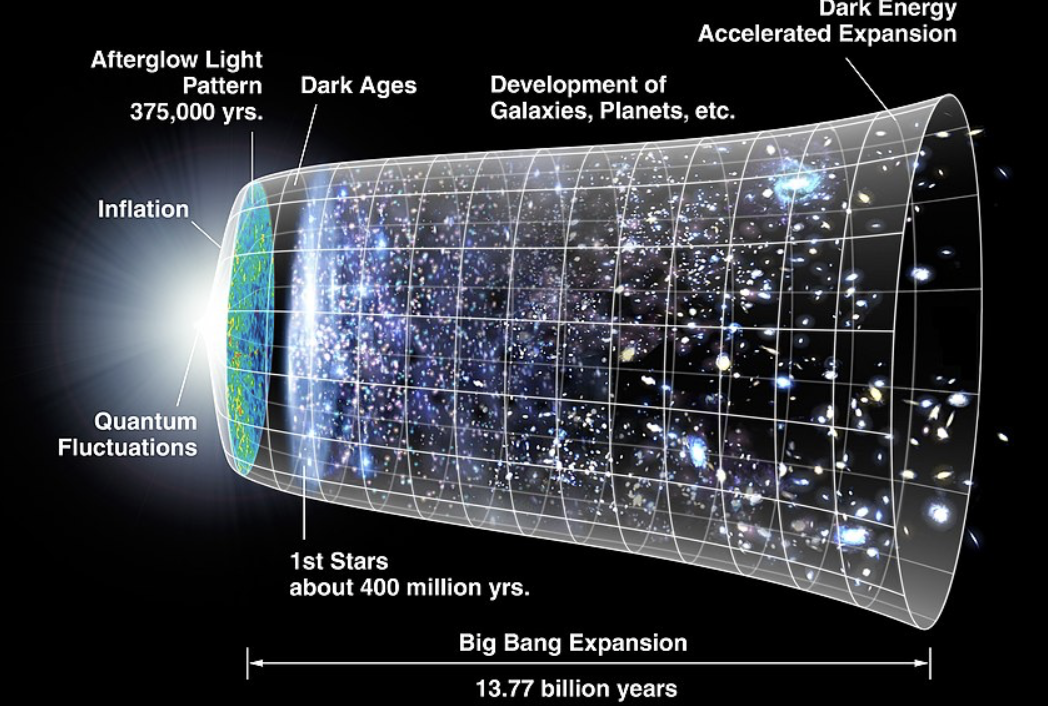 Dark Energy
Accelerated Expansion
Afterglow Light
Pattern
375,000 yrs.
Dark Ages
Development of
Galaxies, Planets, etc.
Inflation
Quantum
Fluctuations
1st Stars
about 400 million yrs.
Big Bang Expansion
13.77 billion years